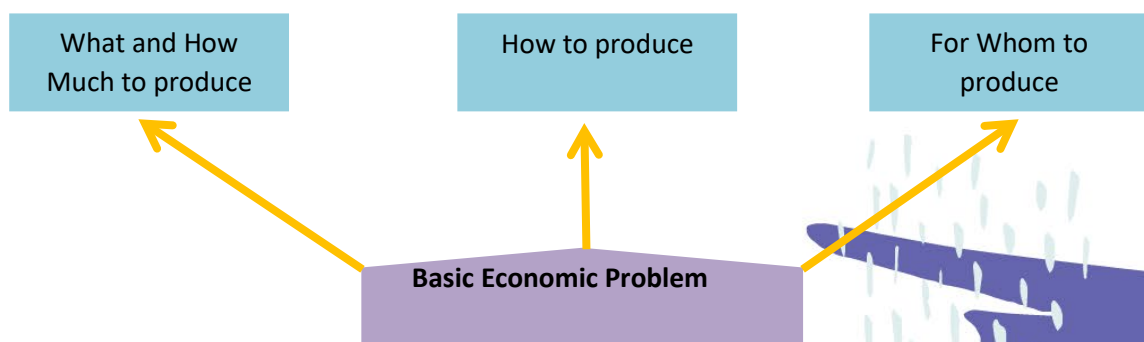 What and How
Much to produce
How to produce
For Whom to
produce
Basic Economic Problem